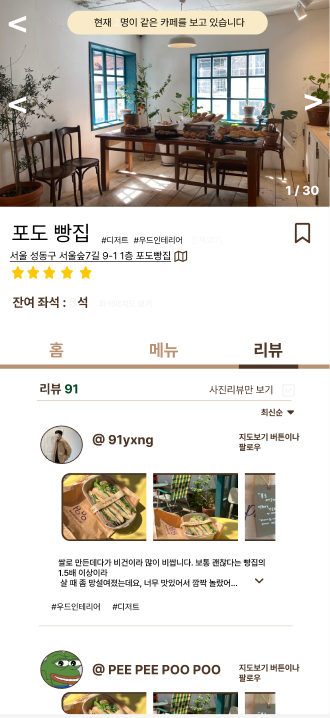 현재 명이 같은 카페를 보고 있습니다
<
<
>
1 / 30
포도 빵집 #디저트 #우드인테리어
서울 성동구 서울숲7길 9-1 1층 포도빵집
잔여 좌석 : 석
홈 메뉴 리뷰
리뷰 91 사진리뷰만 보기
최신순
@ 91yxng
지도보기 버튼이나
팔로우
쌀로 만든데다가 비건이라 많이 비쌉니다. 보통 괜찮다는 빵집의
1.5배 이상이라
살 때 좀 망설여졌는데요, 너무 맛있어서 깜짝 놀랐어...
#우드인테리어 #디저트
@ PEE PEE POO POO
지도보기 버튼이나
팔로우